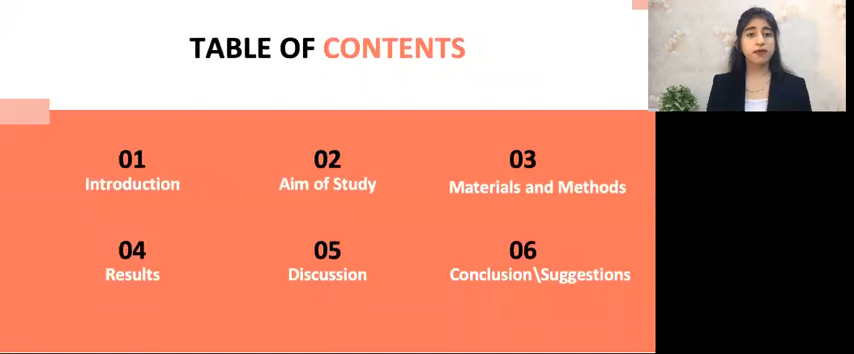 TABLE OF CONTENTS
01
Introduction
02
Aim of Study
03
Materials and Methods
04
Results
05
Discussion
06
Conclusion\Suggestions